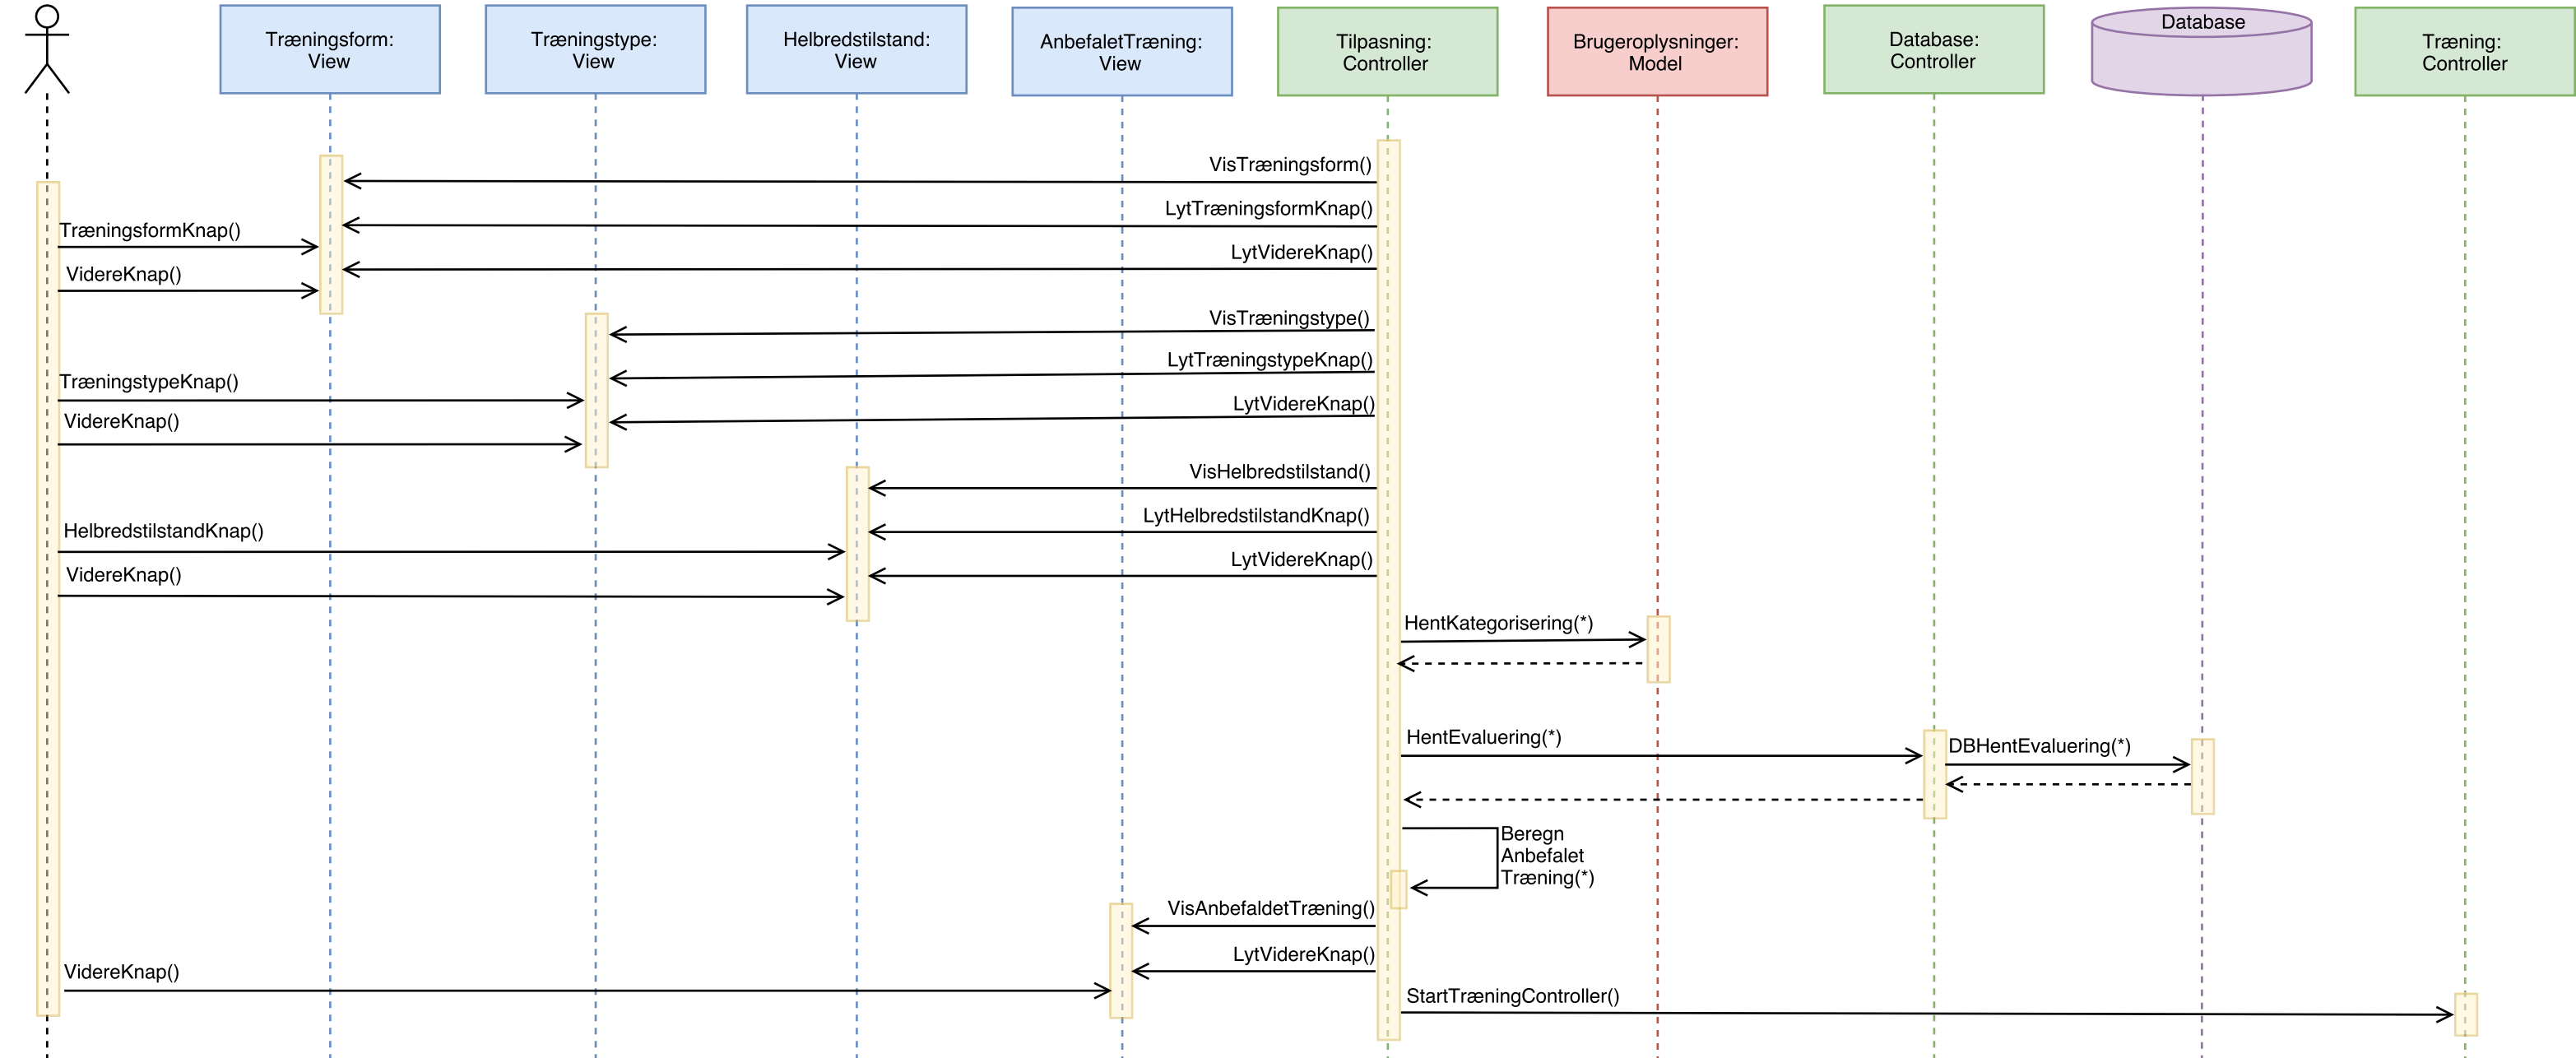 Træningsform:
View
Træningstype:
View
Helbredstilstand:
View
AnbefaletTræning:
View
Tilpasning:
Controller
Brugeroplysninger:
Model
Database:
Controller
Database
Træning:
Controller
VisTræningsform()
LytTræningsformKnap()
TræningsformKnap()
LytVidereKnap()
VidereKnap()
VisTræningstype()
LytTræningstypeKnap()
TræningstypeKnap()
LytVidereKnap()
VidereKnap()
VisHelbredstilstand()
LytHelbredstilstandKnap()
HelbredstilstandKnap()
LytVidereKnap()
VidereKnap()
HentKategorisering(*)
HentEvaluering(*)
DBHentEvaluering(*)
Beregn
Anbefalet
Træning(*)
VisAnbefaldetTræning()
LytVidereKnap()
VidereKnap()
StartTræningController()